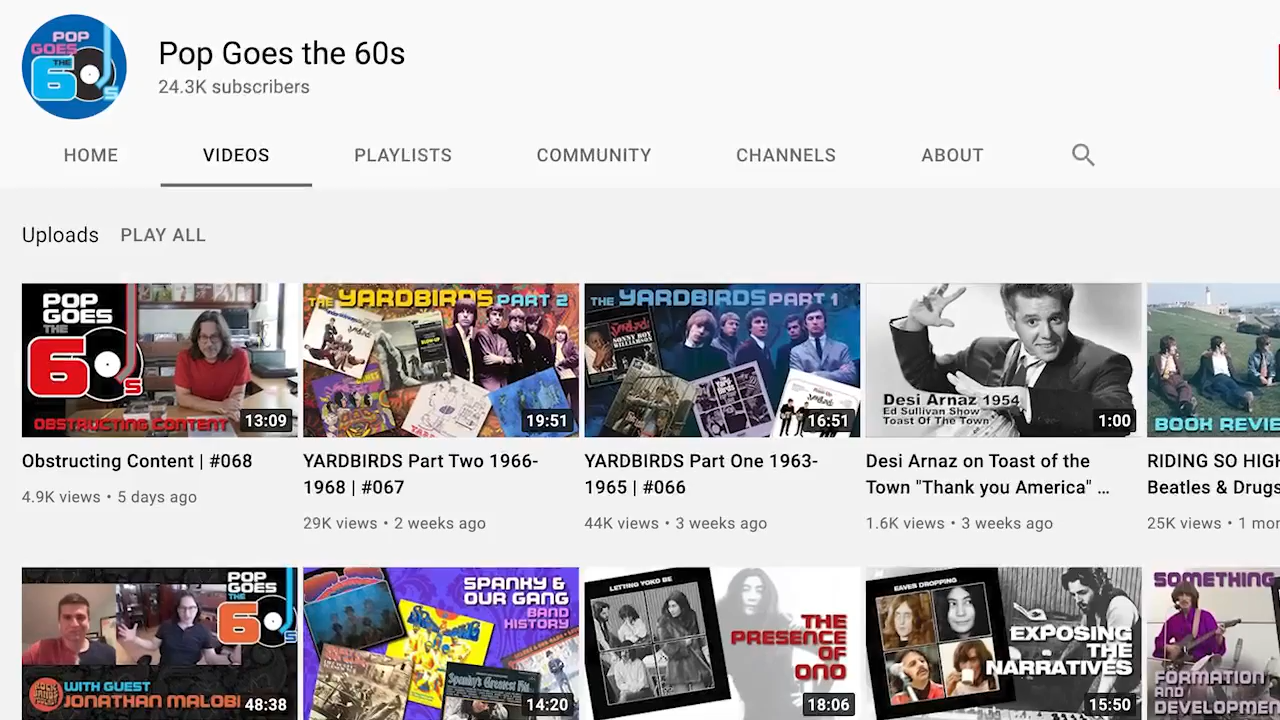 POP
GOES
THE
60s
Pop Goes the 60s
24.3K subscribers
HOME
VIDEOS
PLAYLISTS
COMMUNITY
CHANNELS
ABOUT
Uploads
PLAY ALL
POP
GOES
THE
60s
OBSTRUCTING CONTENT
13:09
THE YARDBIRDS PART 2
19:51
THE YARDBIRDS PART 1
16:51
Desi Arnaz 1954
Ed Sullivan Show
Toast Of The Town
1:00
BOOK REVIE
Obstructing Content | #068
4.9K views • 5 days ago
YARDBIRDS Part Two 1966-
1968 | #067
29K views • 2 weeks ago
YARDBIRDS Part One 1963-
1965 | #066
44K views • 3 weeks ago
Desi Arnaz on Toast of the
Town "Thank you America" ...
1.6K views • 3 weeks ago
RIDING SO HIGH
Beatles & Drugs
25K views • 1 mon
POP
GOES
THE
60s
WITH GUEST
JONATHAN MALOBI
48:38
SPANKY &
OUR GANG
BAND
HISTORY
14:20
LETTING YOKO BE
THE
PRESENCE
OF
ONO
18:06
EAVES DROPPING
EXPOSING
THE
NARRATIVES
15:50
SOMETHING
FORMATION
AND
DEVELOPMEN